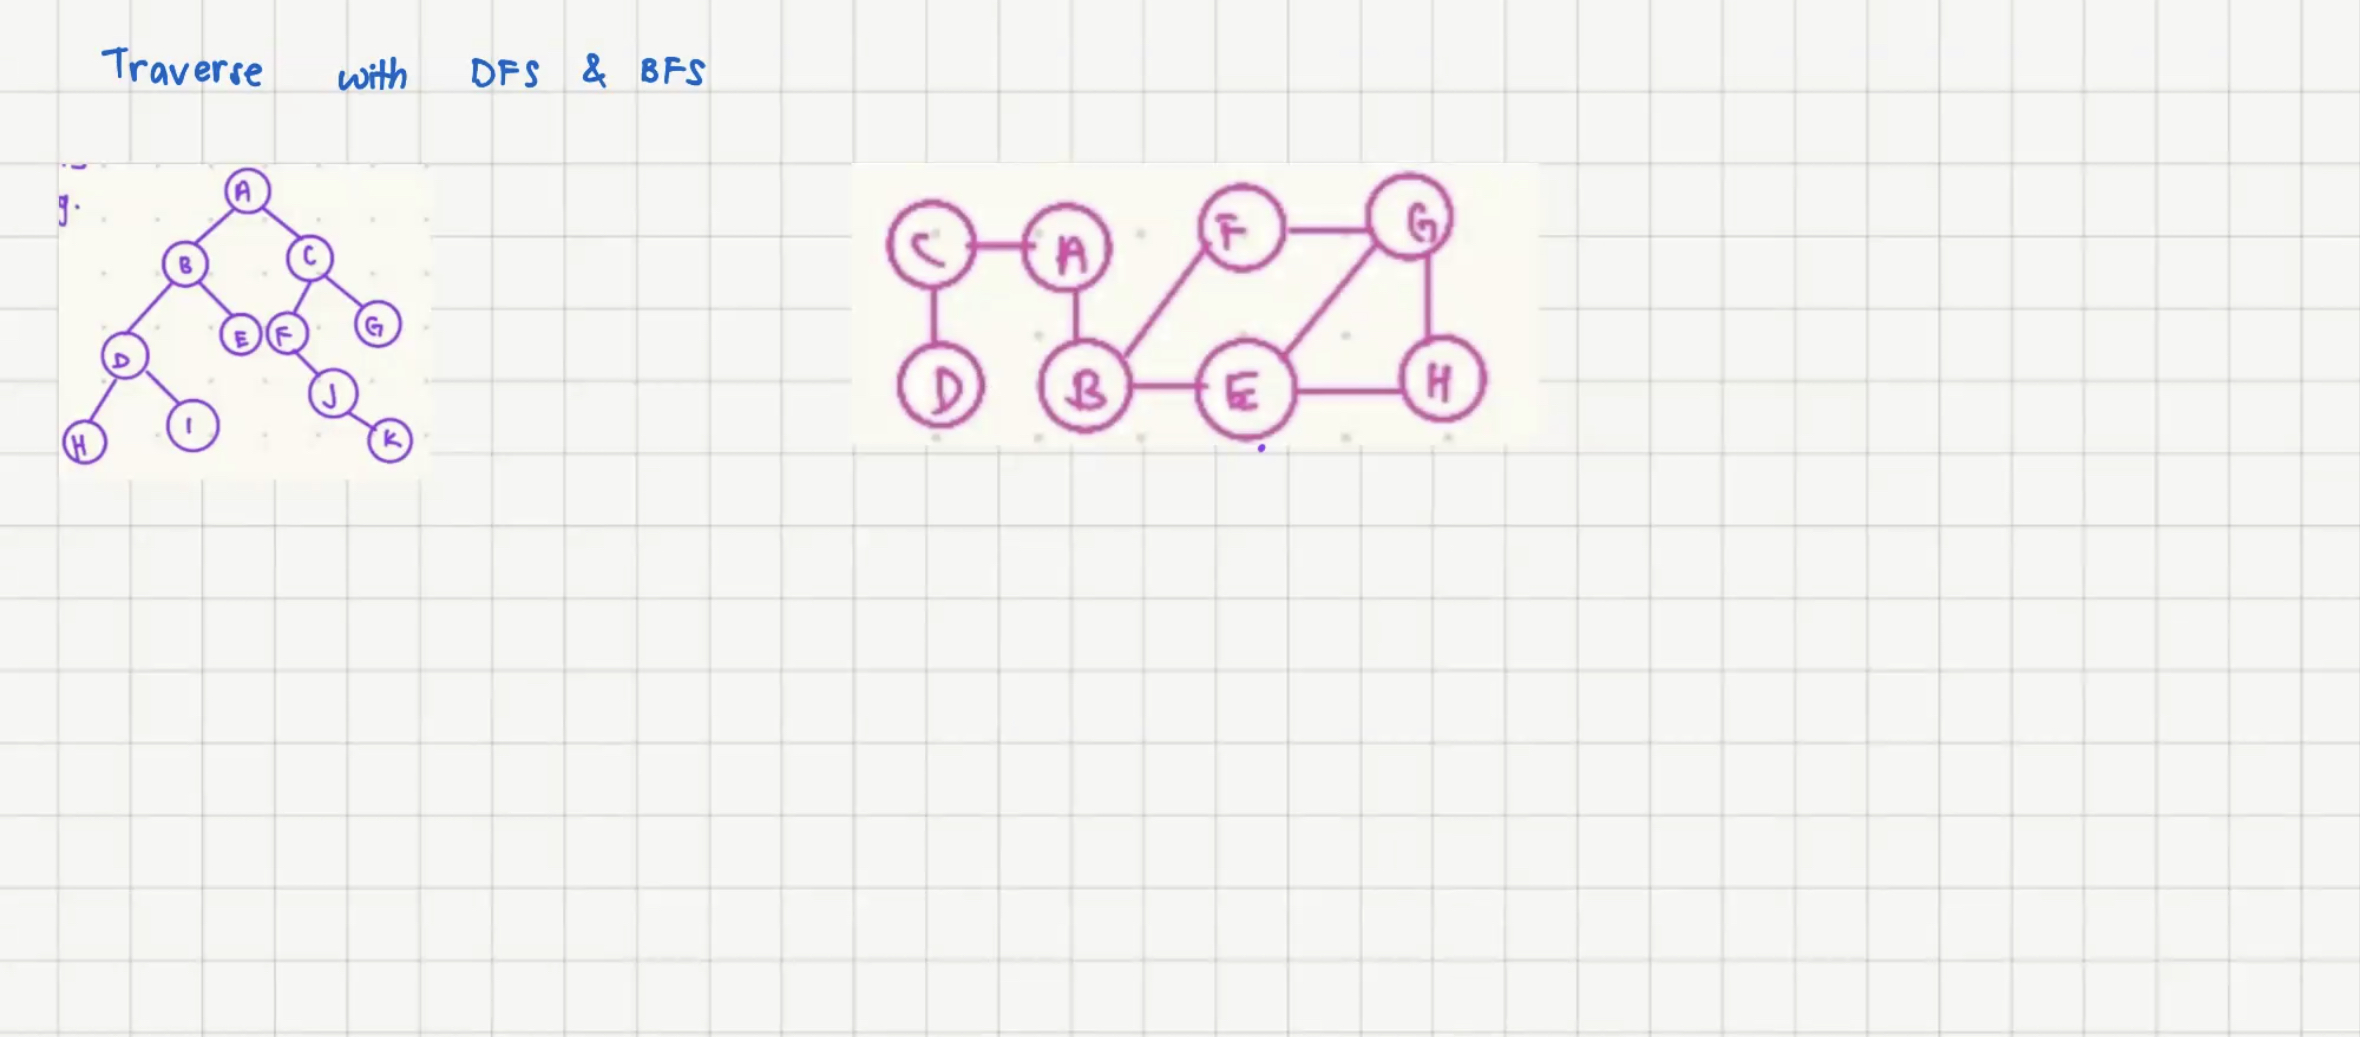 Traverse with DFS & BFS
g.
A
B C
D E F G
J
H I K
C A F G
D B E H